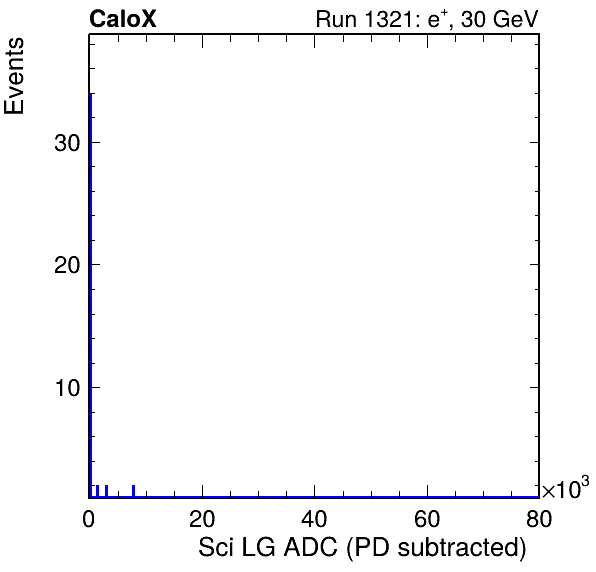 CaloX Run 1321: e⁺, 30 GeV
Events
30
20
10
0 20 40 60 80
×10³
Sci LG ADC (PD subtracted)